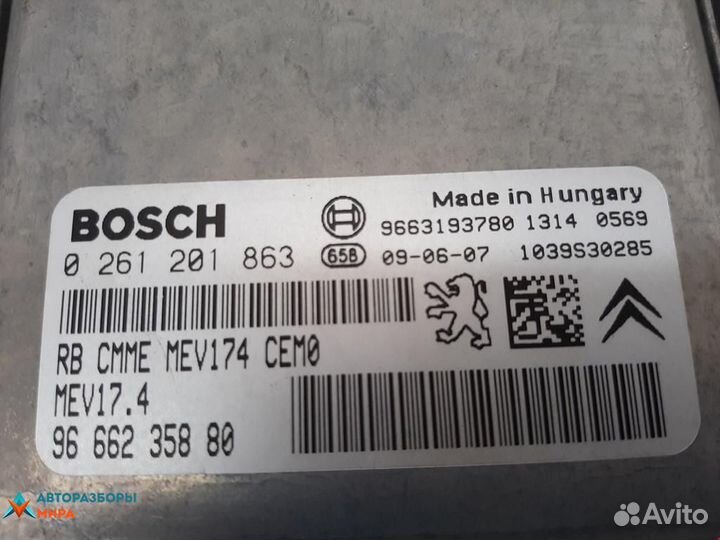 BOSCH
Made in Hungary
9663193780 1314 0569
0 261 201 863
65B 09-06-07 1039S30285
RB CMME MEV174 CEM0
MEV17.4
96 662 358 80
АВТОРАЗБОРЫ
МИРА
Avito